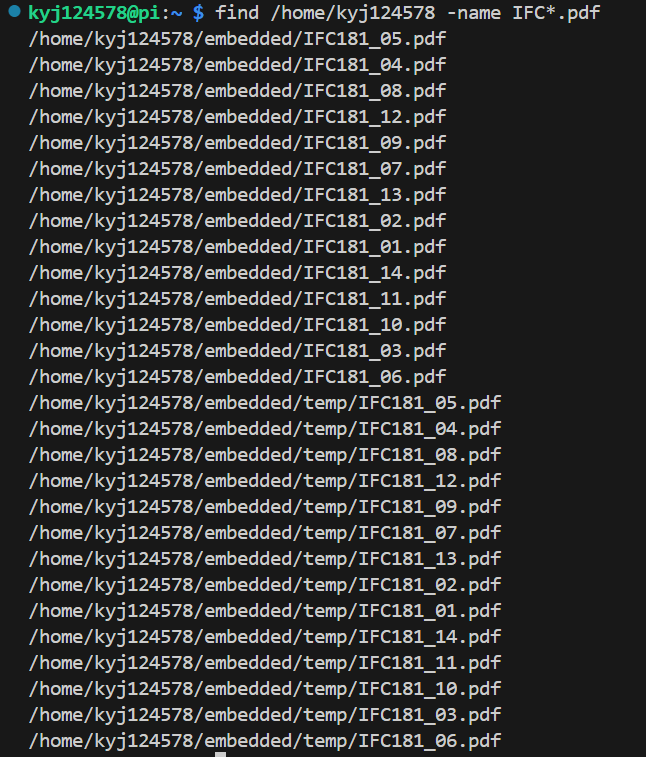 kyj124578@pi:~ $ find /home/kyj124578 -name IFC*.pdf
/home/kyj124578/embedded/IFC181_05.pdf
/home/kyj124578/embedded/IFC181_04.pdf
/home/kyj124578/embedded/IFC181_08.pdf
/home/kyj124578/embedded/IFC181_12.pdf
/home/kyj124578/embedded/IFC181_09.pdf
/home/kyj124578/embedded/IFC181_07.pdf
/home/kyj124578/embedded/IFC181_13.pdf
/home/kyj124578/embedded/IFC181_02.pdf
/home/kyj124578/embedded/IFC181_01.pdf
/home/kyj124578/embedded/IFC181_14.pdf
/home/kyj124578/embedded/IFC181_11.pdf
/home/kyj124578/embedded/IFC181_10.pdf
/home/kyj124578/embedded/IFC181_03.pdf
/home/kyj124578/embedded/IFC181_06.pdf
/home/kyj124578/embedded/temp/IFC181_05.pdf
/home/kyj124578/embedded/temp/IFC181_04.pdf
/home/kyj124578/embedded/temp/IFC181_08.pdf
/home/kyj124578/embedded/temp/IFC181_12.pdf
/home/kyj124578/embedded/temp/IFC181_09.pdf
/home/kyj124578/embedded/temp/IFC181_07.pdf
/home/kyj124578/embedded/temp/IFC181_13.pdf
/home/kyj124578/embedded/temp/IFC181_02.pdf
/home/kyj124578/embedded/temp/IFC181_01.pdf
/home/kyj124578/embedded/temp/IFC181_14.pdf
/home/kyj124578/embedded/temp/IFC181_11.pdf
/home/kyj124578/embedded/temp/IFC181_10.pdf
/home/kyj124578/embedded/temp/IFC181_03.pdf
/home/kyj124578/embedded/temp/IFC181_06.pdf